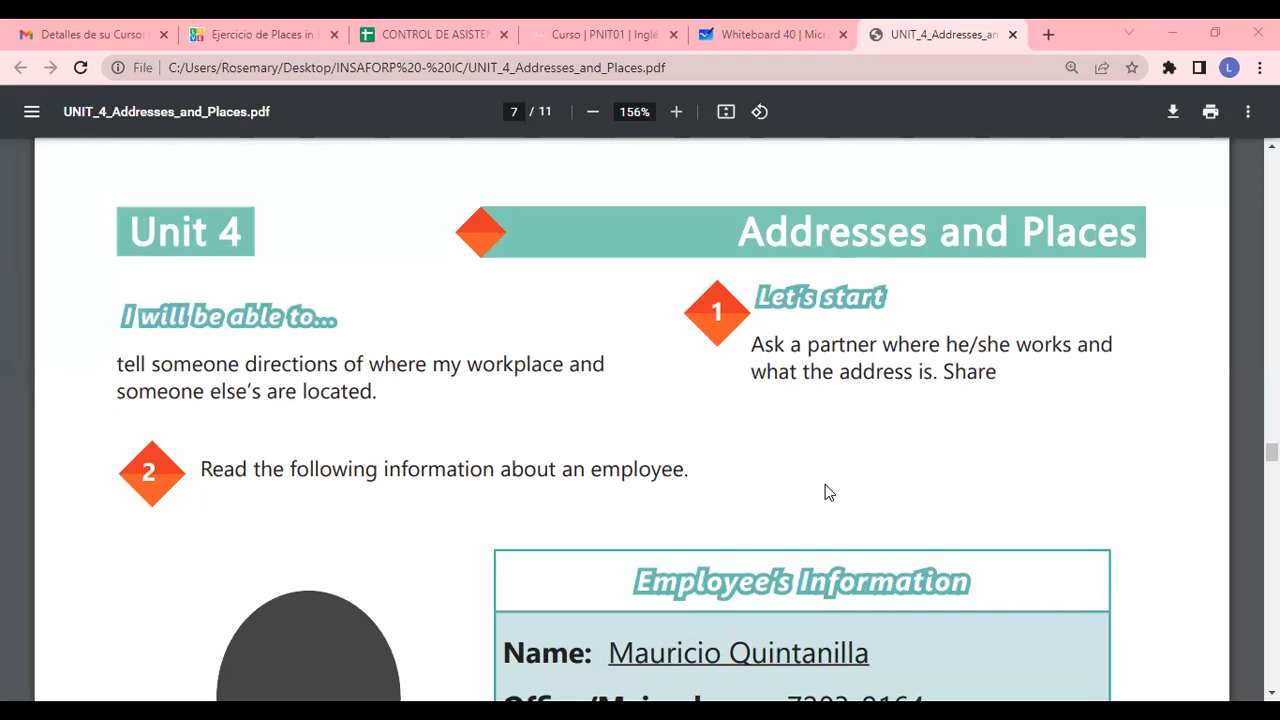 Detalles de su Curso:
Ejercicio de Places in
CONTROL DE ASISTE
Curso | PNIT01 | Inglé
Whiteboard 40 | Micr
UNIT_4_Addresses_an
File
C:/Users/Rosemary/Desktop/INSAFORP%20-%20IC/UNIT_4_Addresses_and_Places.pdf
L
UNIT_4_Addresses_and_Places.pdf
7 / 11
156%
Unit 4
Addresses and Places
I will be able to...
tell someone directions of where my workplace and
someone else's are located.
1
Let's start
Ask a partner where he/she works and
what the address is. Share
2
Read the following information about an employee.
Employee's Information
Name: Mauricio Quintanilla